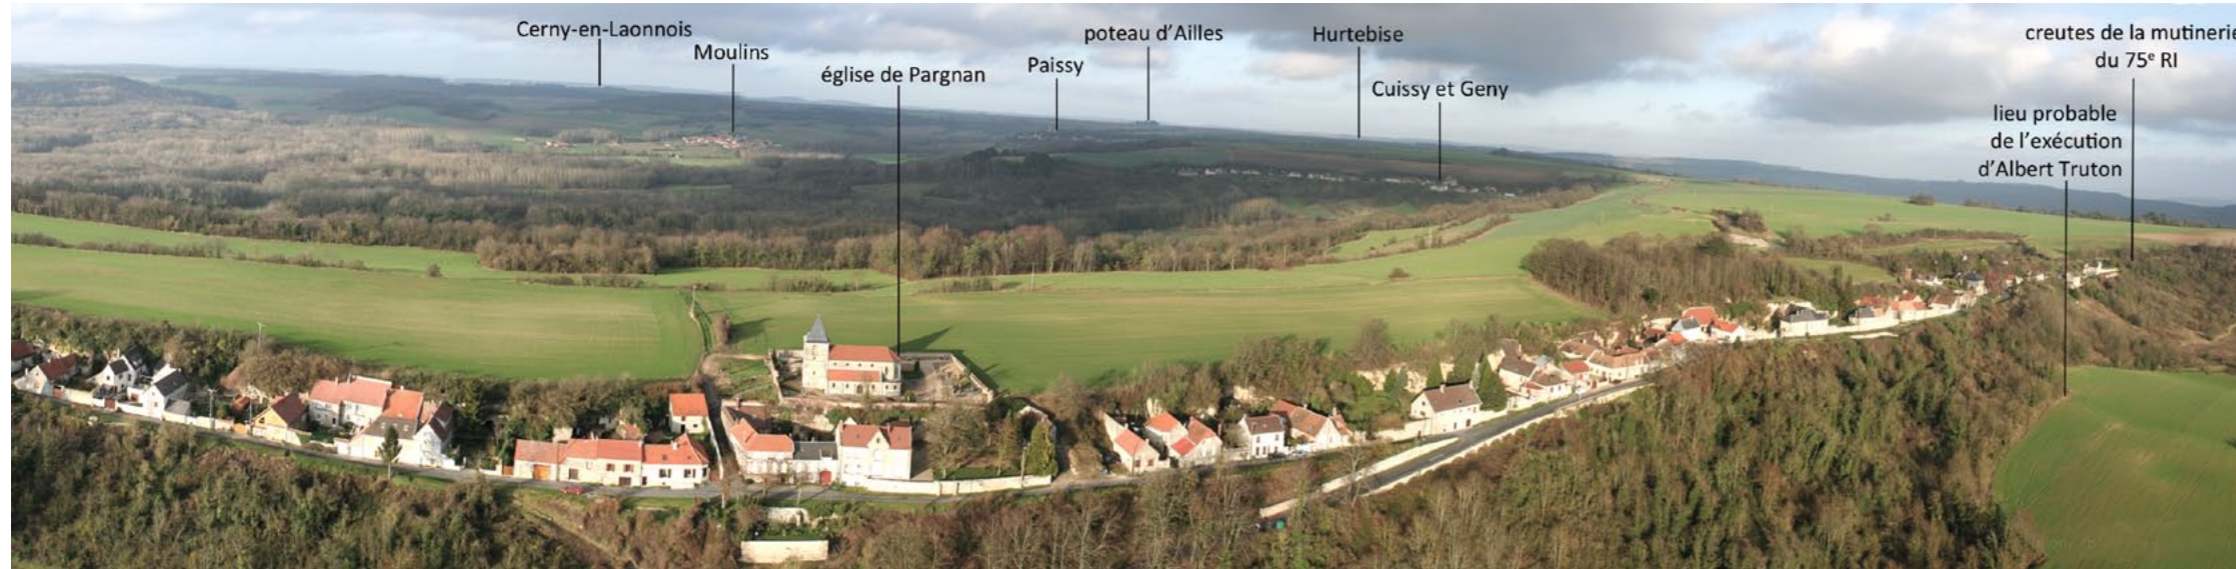 Cerny-en-Laonnois
Moulins
église de Pargnan
Paissy
poteau d'Ailles
Hurtebise
Cuissy et Geny
creutes de la mutinerie
du 75e RI
lieu probable
de l'exécution
d'Albert Truton